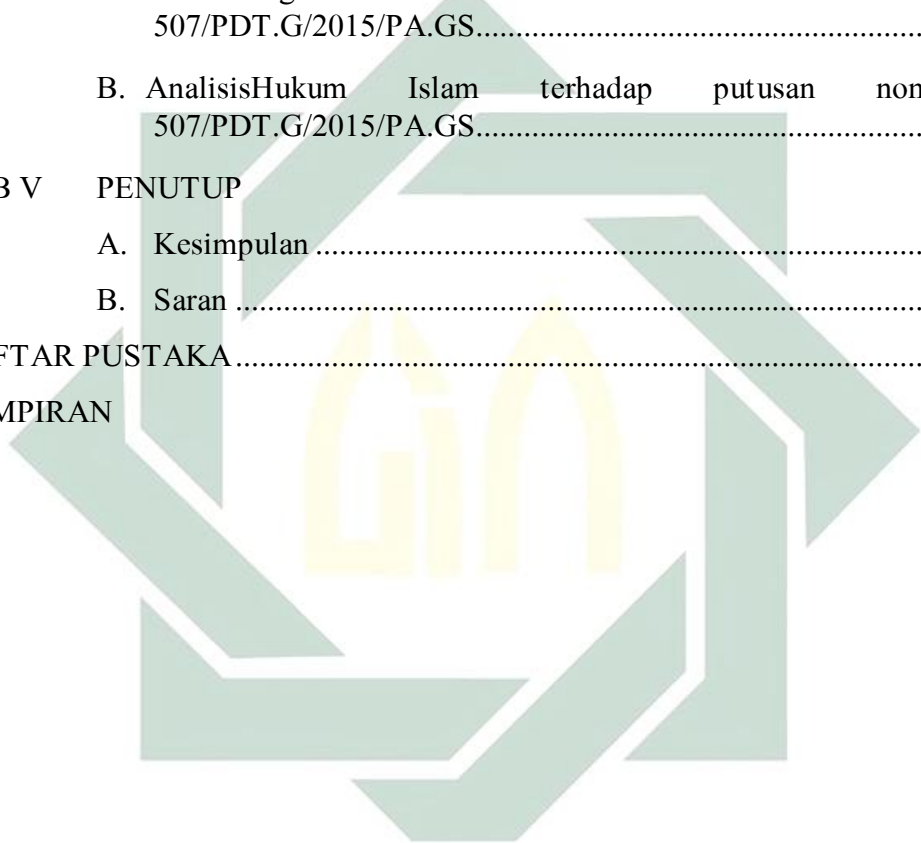 507/PDT.G/2015/PA.GS...............................................................
B. AnalisisHukum Islam terhadap putusan non
507/PDT.G/2015/PA.GS...............................................................
B V PENUTUP
A. Kesimpulan...............................................................
B. Saran...............................................................
FTAR PUSTAKA...............................................................
MPIRAN